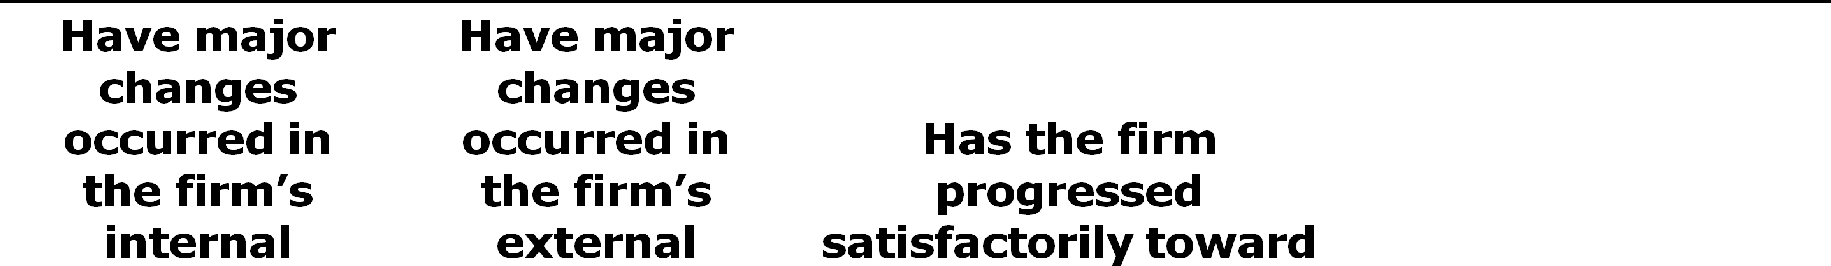 Have major
changes
occurred in
the firm’s
internal
Have major
changes
occurred in
the firm’s
external
Has the firm
progressed
satisfactorily toward